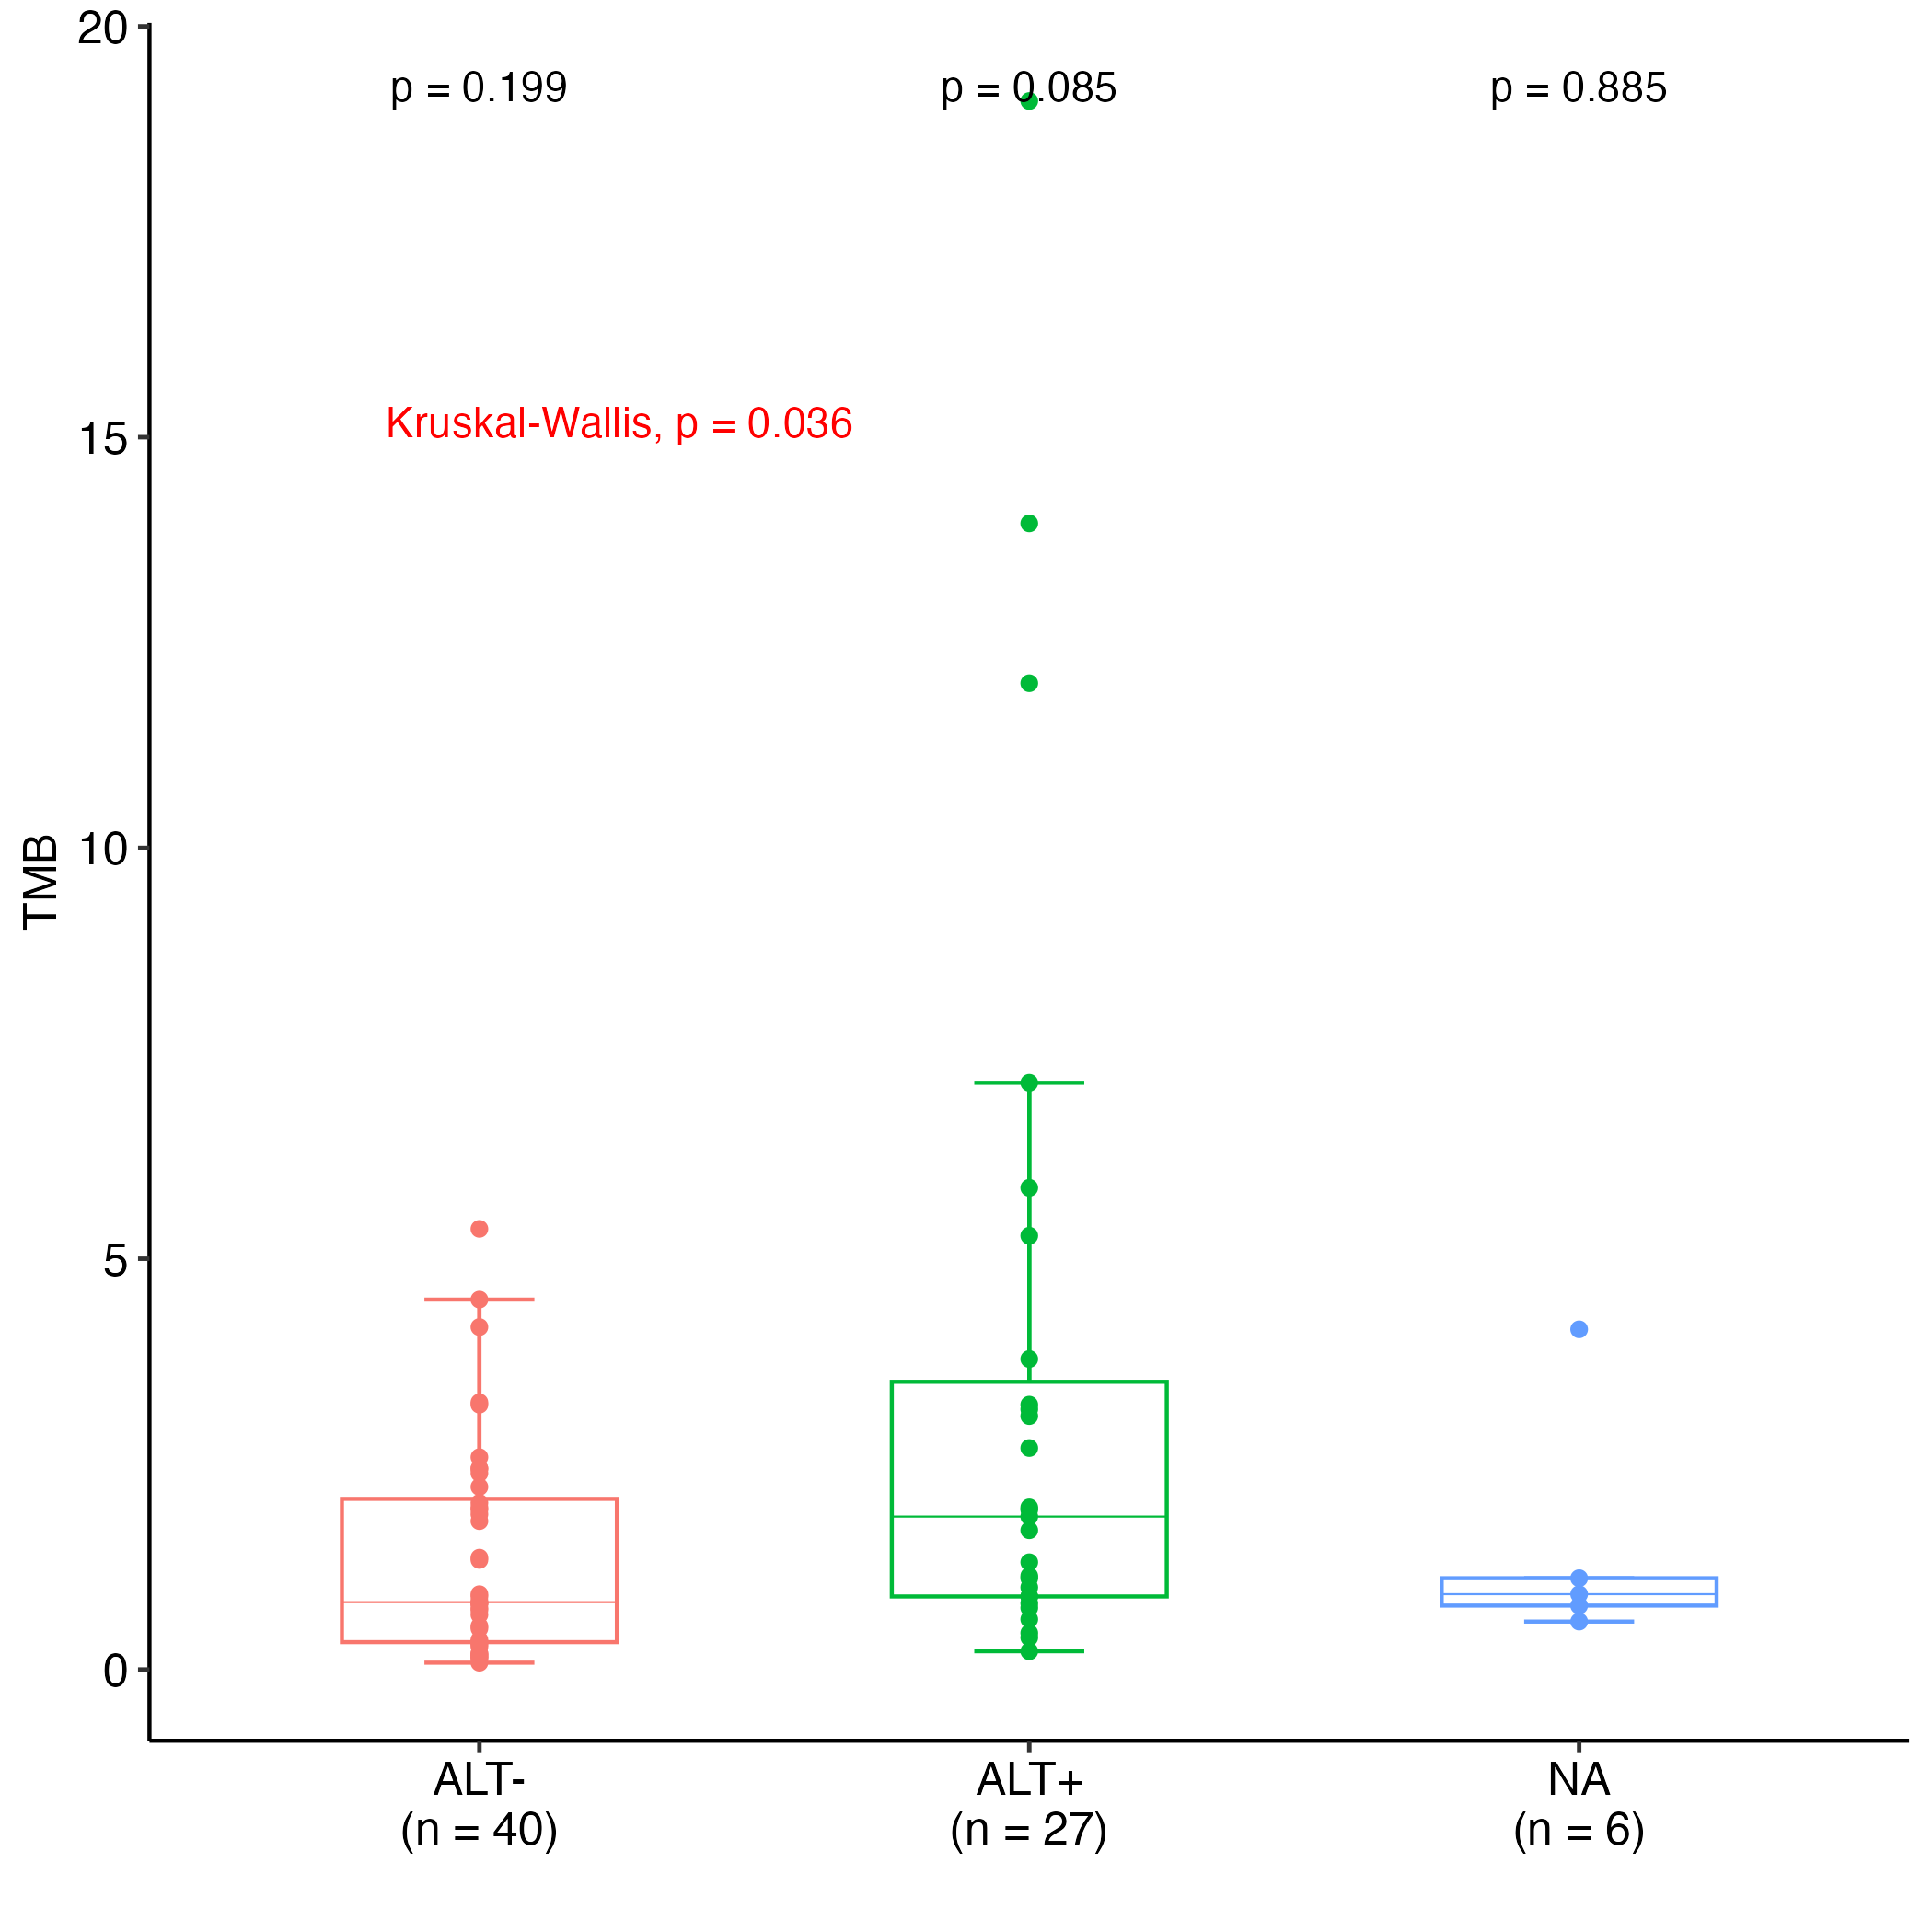 20
p = 0.199
p = 0.085
p = 0.885
Kruskal-Wallis, p = 0.036
15
TMB
10
5
0
ALT-
(n = 40)
ALT+
(n = 27)
NA
(n = 6)